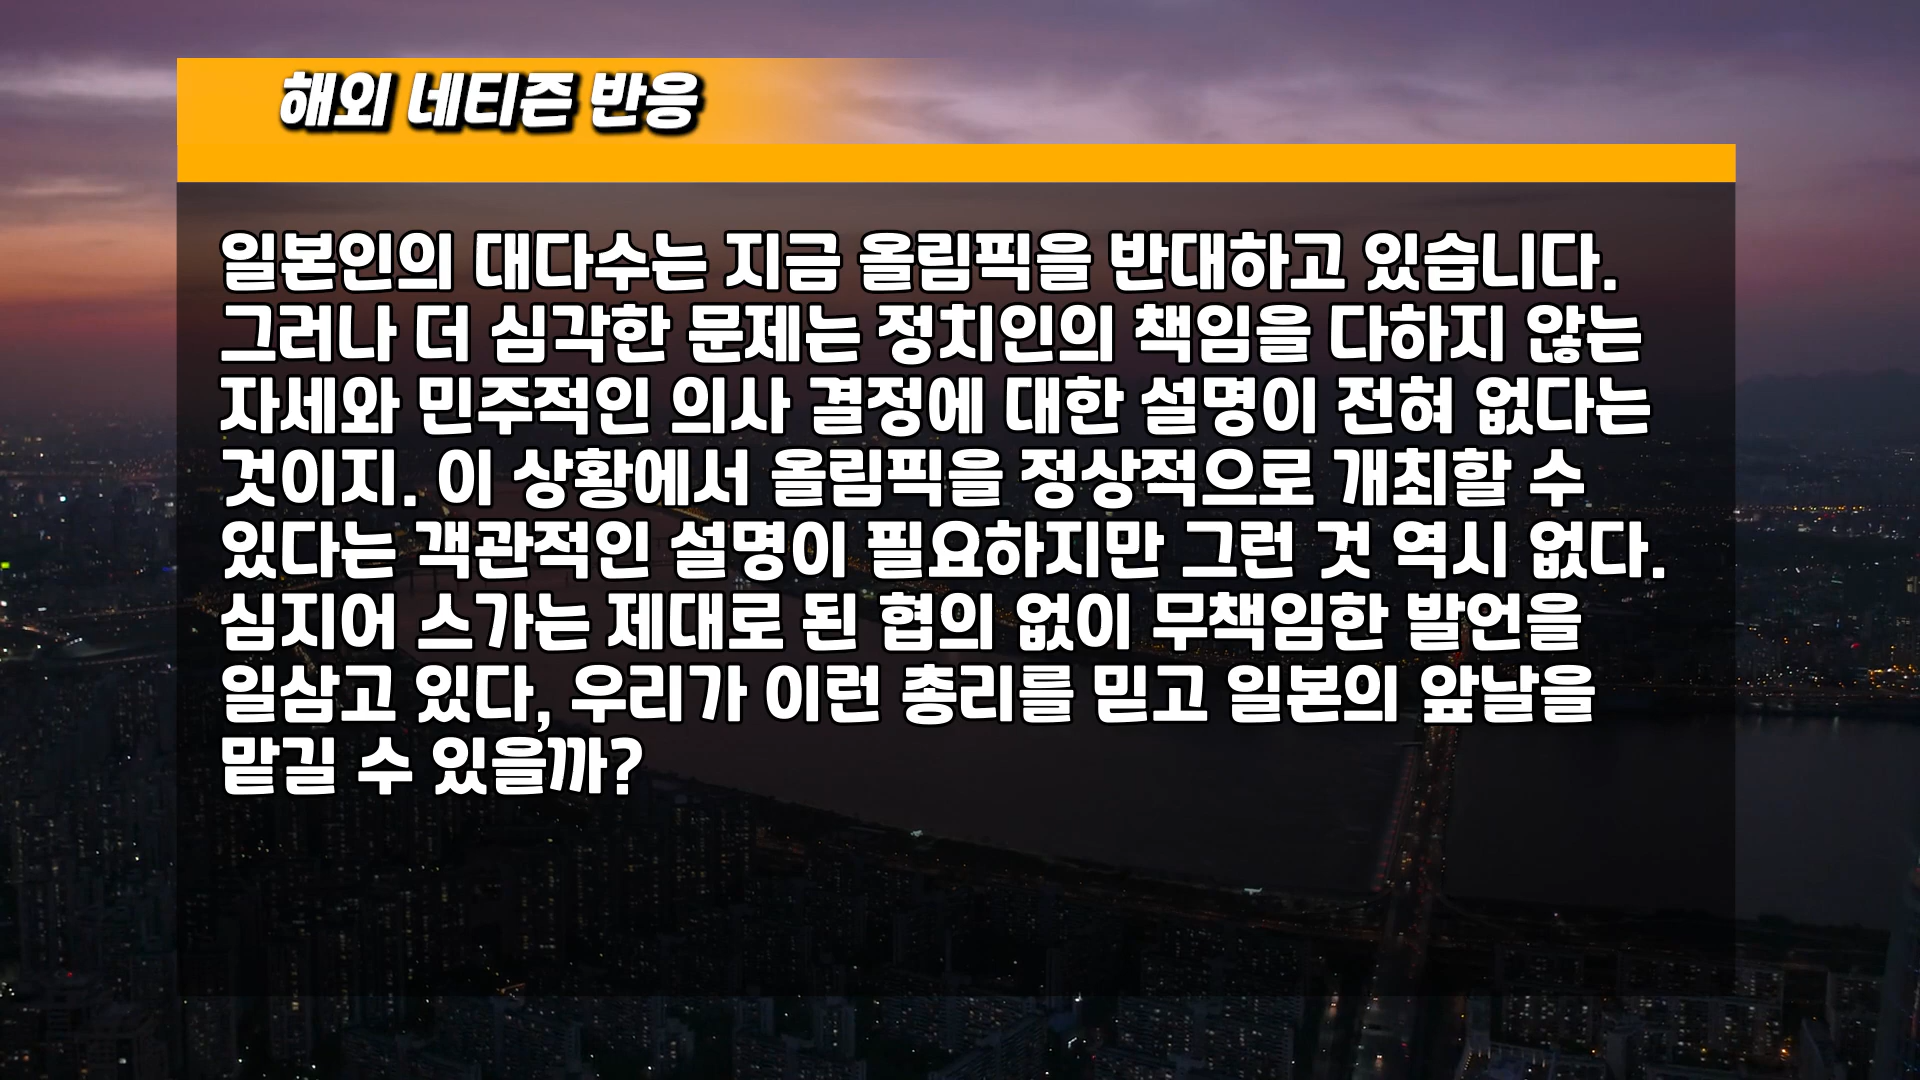 해외 네티즌 반응
일본인의 대다수는 지금 올림픽을 반대하고 있습니다.
그러나 더 심각한 문제는 정치인의 책임을 다하지 않는
자세와 민주적인 의사 결정에 대한 설명이 전혀 없다는
것이지. 이 상황에서 올림픽을 정상적으로 개최할 수
있다는 객관적인 설명이 필요하지만 그런 것 역시 없다.
심지어 스가는 제대로 된 협의 없이 무책임한 발언을
일삼고 있다, 우리가 이런 총리를 믿고 일본의 앞날을
맡길 수 있을까?